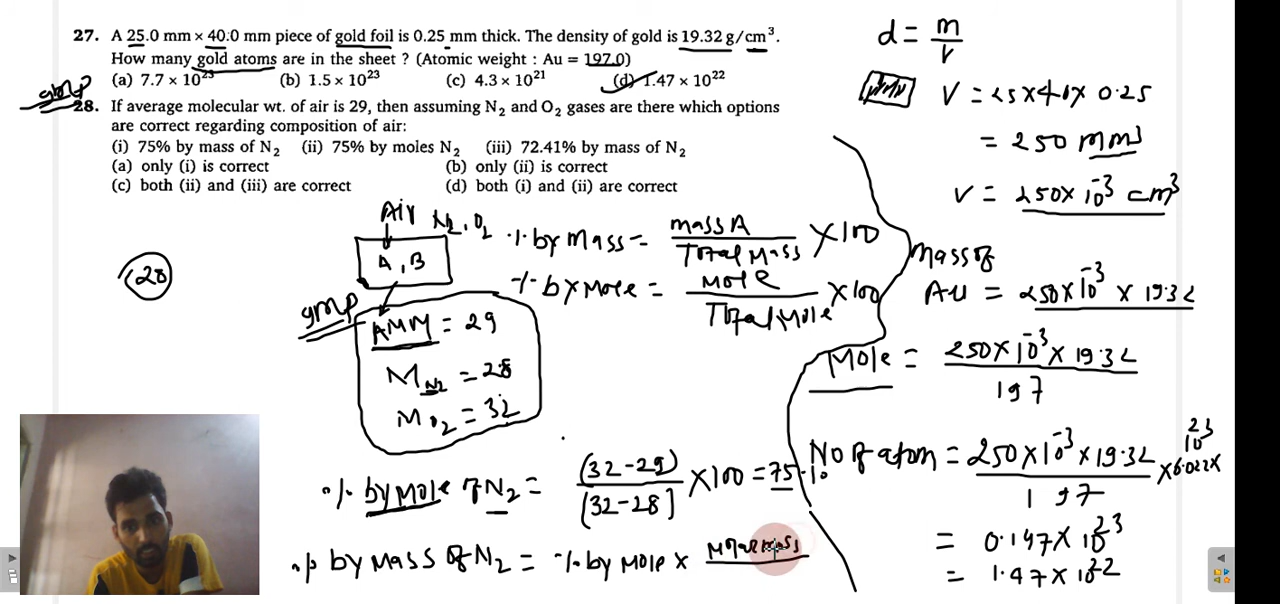 27. A 25.0 mm × 40.0 mm piece of gold foil is 0.25 mm thick. The density of gold is 19.32 g/cm³.
How many gold atoms are in the sheet ? (Atomic weight : Au = 197.0)
(a) 7.7 × 10²³ (b) 1.5 × 10²³ (c) 4.3 × 10²¹ (d) 1.47 × 10²²
gmp
28. If average molecular wt. of air is 29, then assuming N₂ and O₂ gases are there which options
are correct regarding composition of air:
(i) 75% by mass of N₂ (ii) 75% by moles N₂ (iii) 72.41% by mass of N₂
(a) only (i) is correct (b) only (ii) is correct
(c) both (ii) and (iii) are correct (d) both (i) and (ii) are correct
d = m/v
V = 25 × 40 × 0.25
= 250 mm³
V = 250 × 10⁻³ cm³
Mass of
Au = 250 × 10⁻³ × 19.32
Mole = 250 × 10⁻³ × 19.32 / 197
No of atom = 250 × 10⁻³ × 19.32 / 197 × 6.022 × 10²³
= 0.147 × 10²³
= 1.47 × 10²²
(28)
Air N₂, O₂
A, B
gmp
AMM = 29
M N₂ = 28
M O₂ = 32
% by Mass = mass A / Total Mass × 100
% by Mole = Mole / Total Mole × 100
% by Mole of N₂ = (32-29) / (32-28) × 100 = 75 %
% by Mass of N₂ = % by Mole × Molar mass